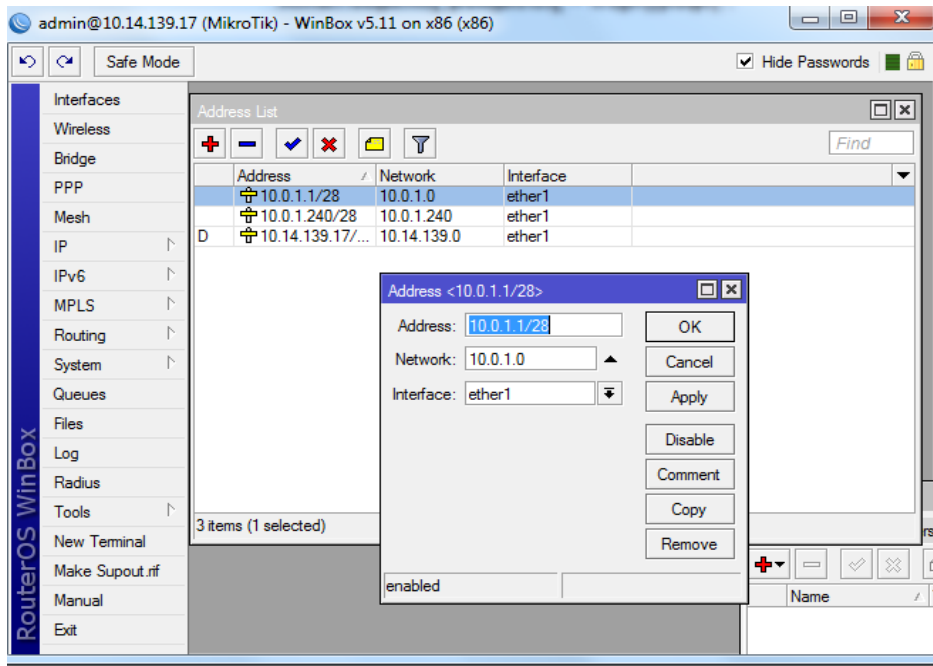 admin@10.14.139.17 (MikroTik) - WinBox v5.11 on x86 (x86)
Safe Mode
Hide Passwords
Interfaces
Wireless
Bridge
PPP
Mesh
IP
IPv6
MPLS
Routing
System
Queues
Files
Log
Radius
Tools
New Terminal
Make Supout.rif
Manual
Exit
RouterOS WinBox
Address List
Find
Address Network Interface
10.0.1.1/28 10.0.1.0 ether1
10.0.1.240/28 10.0.1.240 ether1
D 10.14.139.17/... 10.14.139.0 ether1
3 items (1 selected)
Address <10.0.1.1/28>
Address: 10.0.1.1/28
Network: 10.0.1.0
Interface: ether1
OK
Cancel
Apply
Disable
Comment
Copy
Remove
enabled
Name